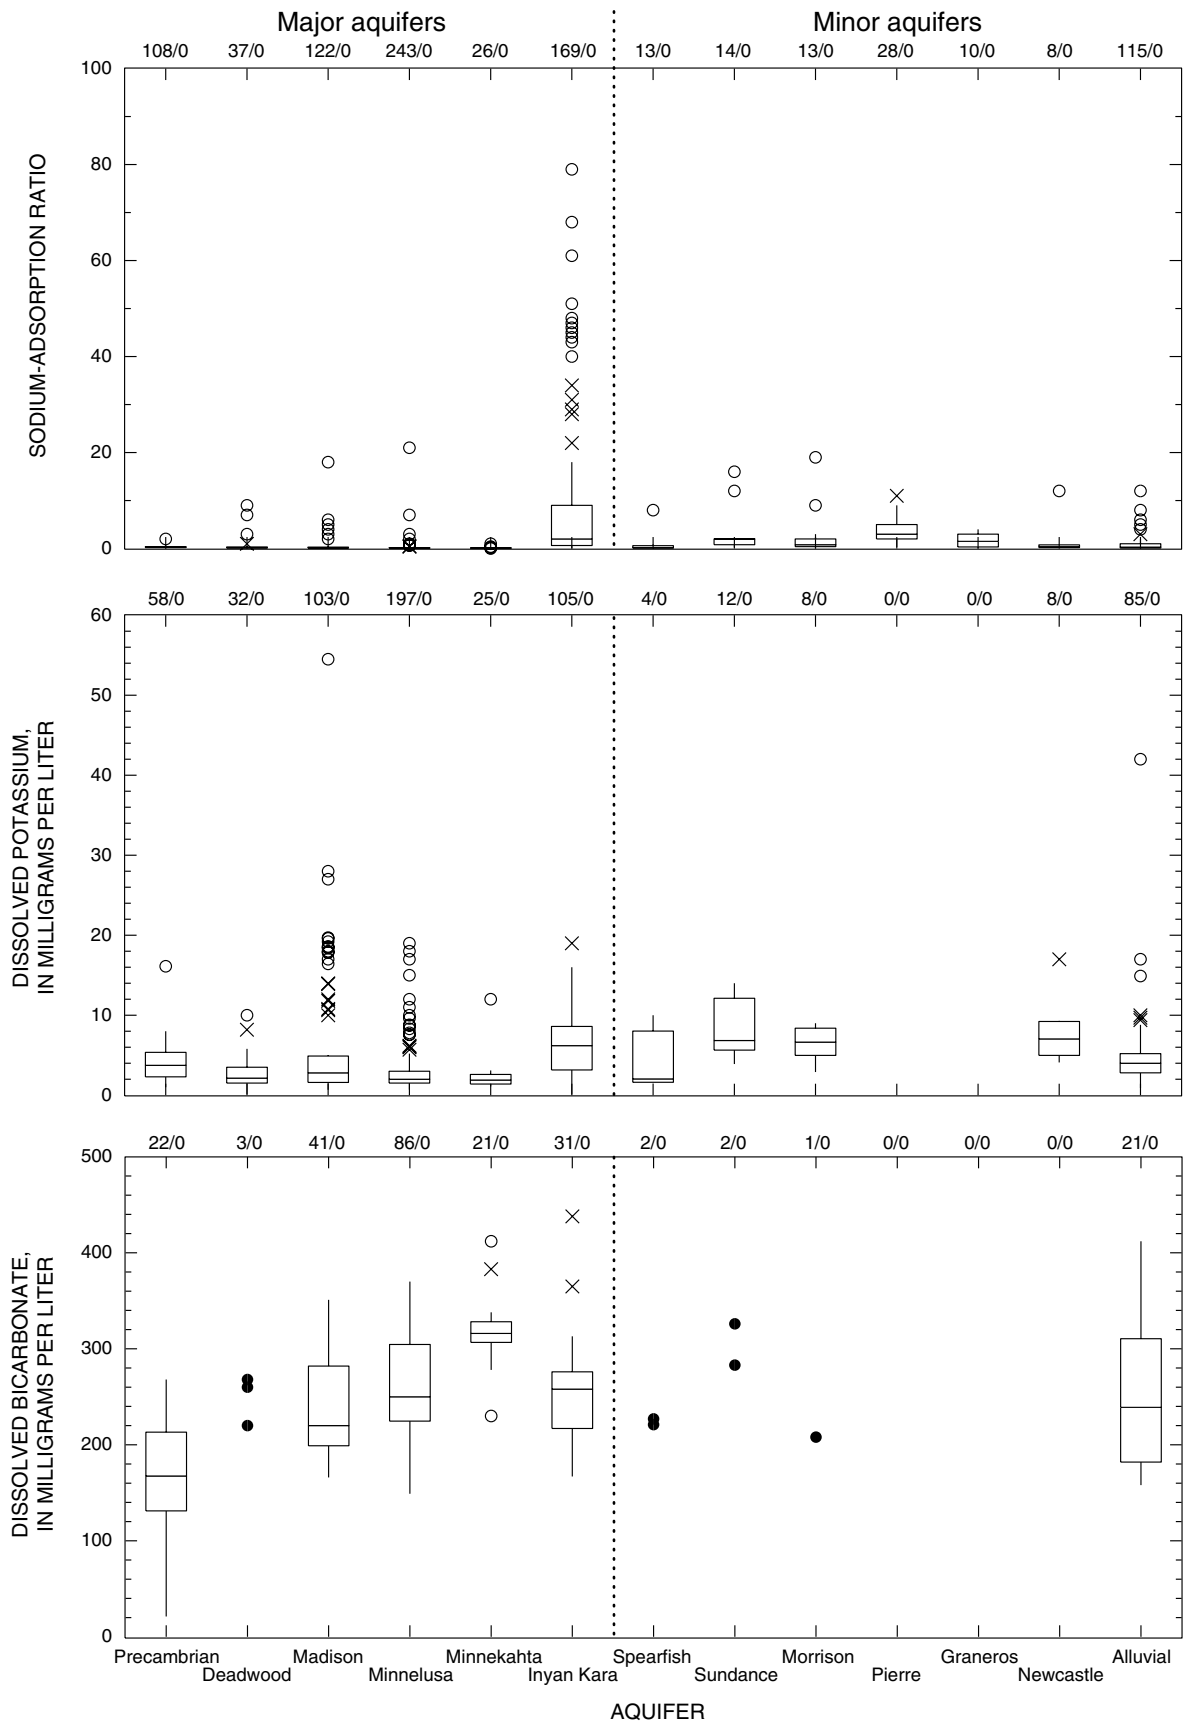 Major aquifers Minor aquifers
108/0 37/0 122/0 243/0 26/0 169/0 13/0 14/0 13/0 28/0 10/0 8/0 115/0
100
80
60
40
20
0
SODIUM-ADSORPTION RATIO
58/0 32/0 103/0 197/0 25/0 105/0 4/0 12/0 8/0 0/0 0/0 8/0 85/0
60
50
40
30
20
10
0
DISSOLVED POTASSIUM,
IN MILLIGRAMS PER LITER
22/0 3/0 41/0 86/0 21/0 31/0 2/0 2/0 1/0 0/0 0/0 0/0 21/0
500
400
300
200
100
0
DISSOLVED BICARBONATE,
IN MILLIGRAMS PER LITER
Precambrian Madison Minnekahta Spearfish Morrison Graneros Alluvial
Deadwood Minnelusa Inyan Kara Sundance Pierre Newcastle
AQUIFER